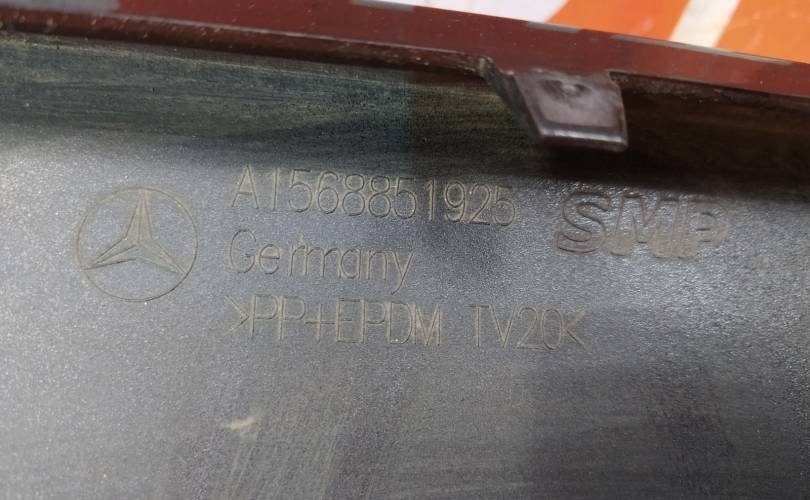 A1568851925
SMP
Germany
>PP+EPDM TV20<